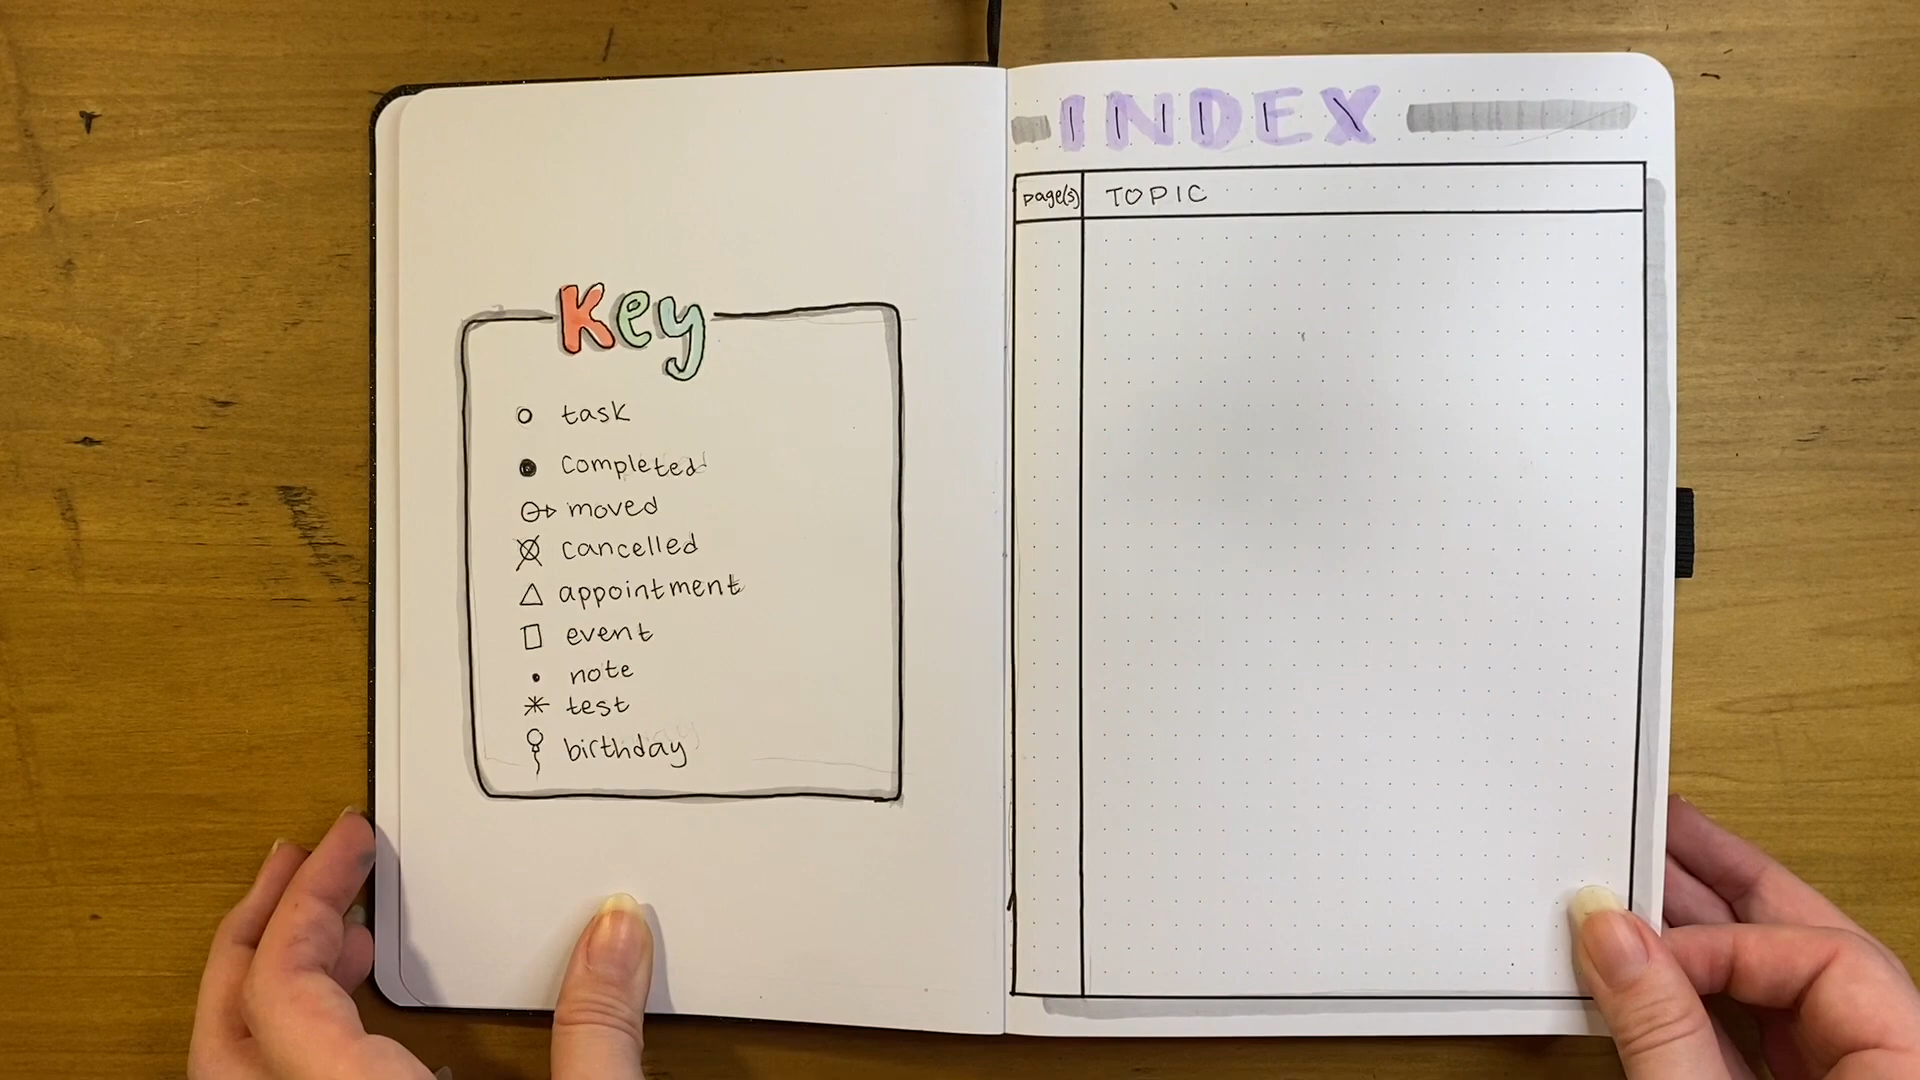 Key
task
Completed
moved
cancelled
appointment
event
note
test
birthday
INDEX
page(s) TOPIC